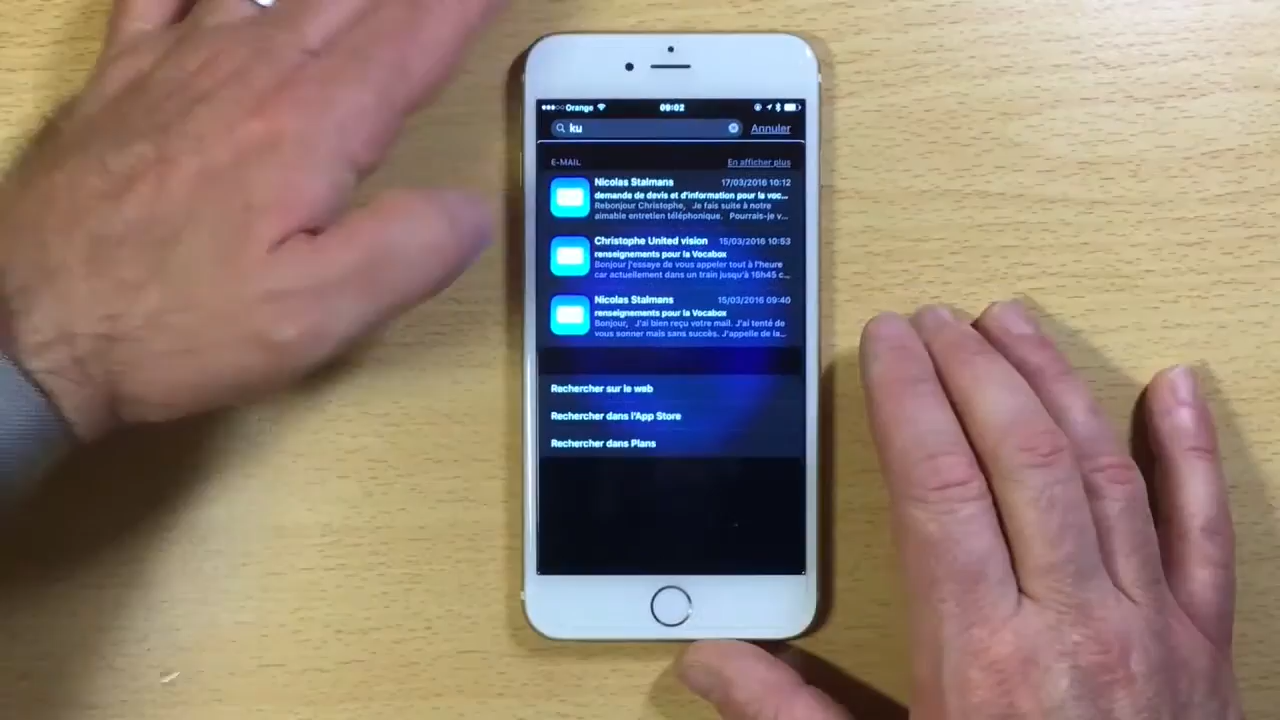 Orange 09:02
ku Annuler
E-MAIL En afficher plus
Nicolas Stalmans 17/03/2016 10:12
demande de devis et d'information pour la voc...
Rebonjour Christophe, Je fais suite à notre
aimable entretien téléphonique. Pourrais-je v...
Christophe United vision 15/03/2016 10:53
renseignements pour la Vocabox
Bonjour j'essaye de vous appeler tout à l'heure
car actuellement dans un train jusqu'à 16h45 c...
Nicolas Stalmans 15/03/2016 09:40
renseignements pour la Vocabox
Bonjour, J'ai bien reçu votre mail. J'ai tenté de
vous sonner mais sans succès. J'appelle de la...
Rechercher sur le web
Rechercher dans l'App Store
Rechercher dans Plans